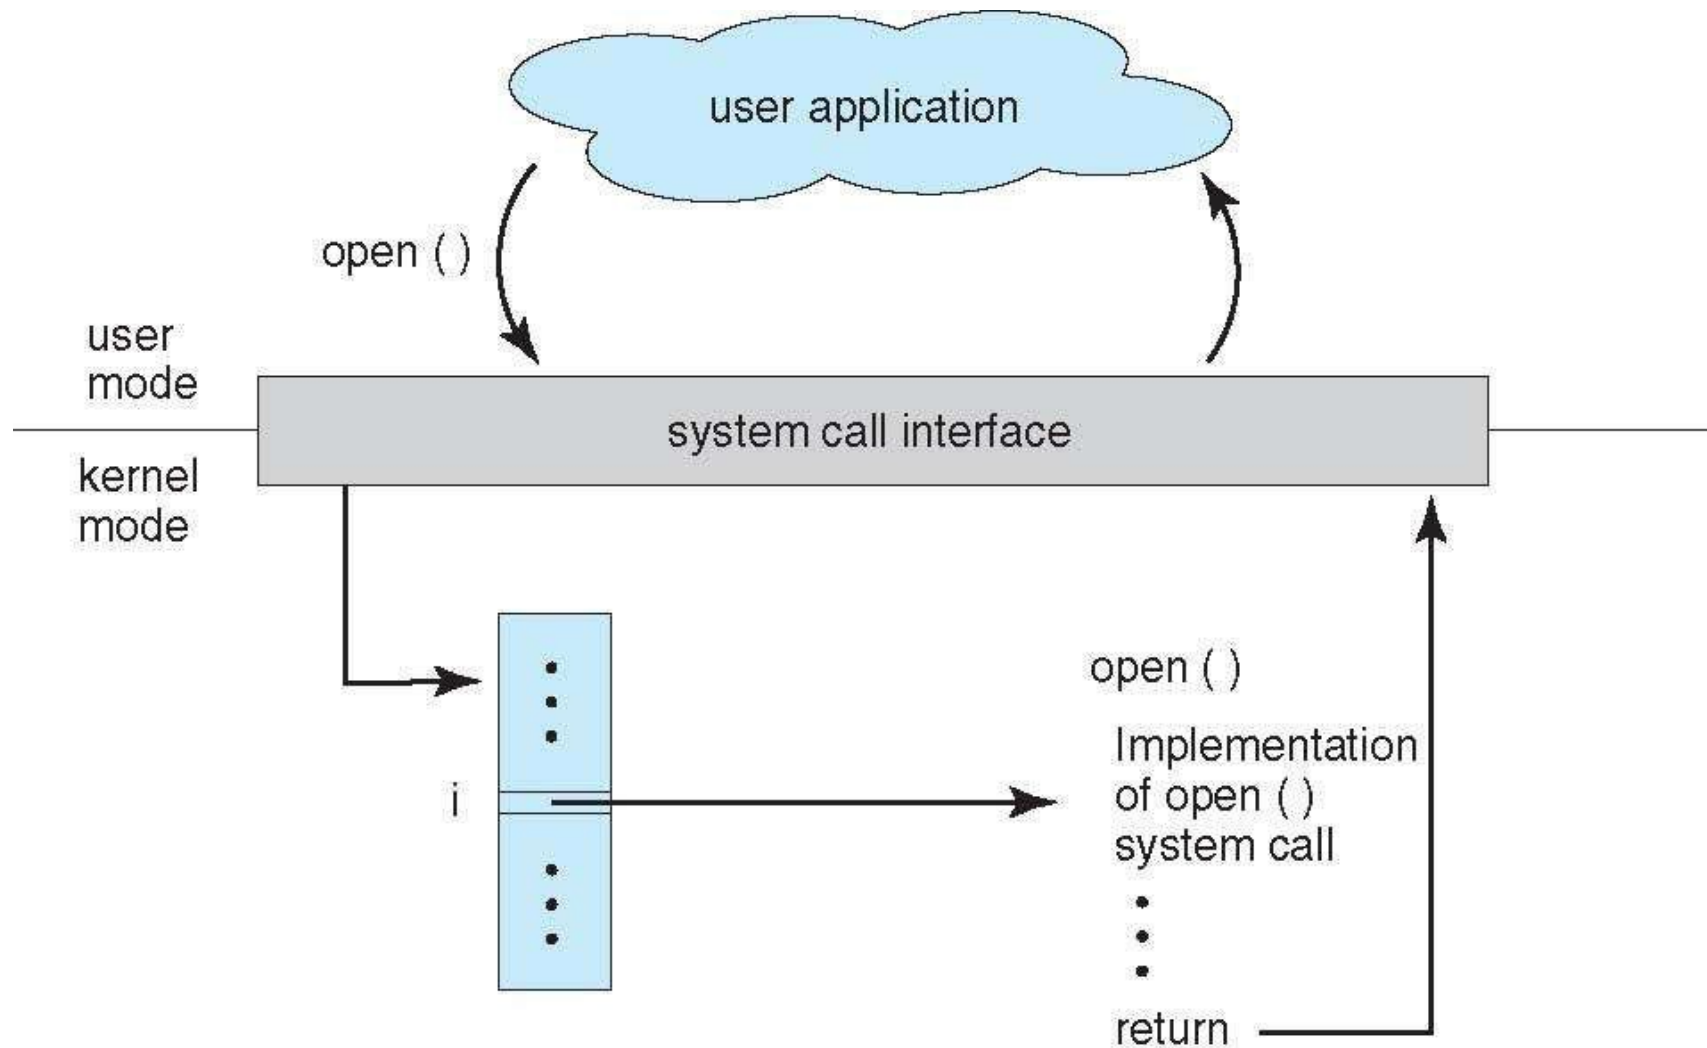 user application
open ( )
user
mode
system call interface
kernel
mode
open ( )
Implementation
of open ( )
system call
i
return